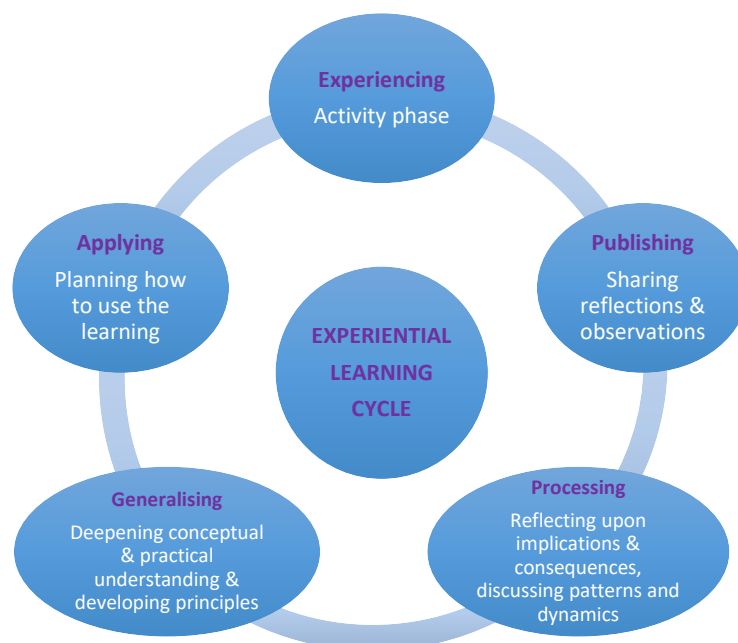 Experiencing
Activity phase
Publishing
Sharing
reflections &
observations
Processing
Reflecting upon
implications &
consequences,
discussing patterns and
dynamics
Generalising
Deepening conceptual
& practical
understanding &
developing principles
Applying
Planning how
to use the
learning
EXPERIENTIAL
LEARNING
CYCLE